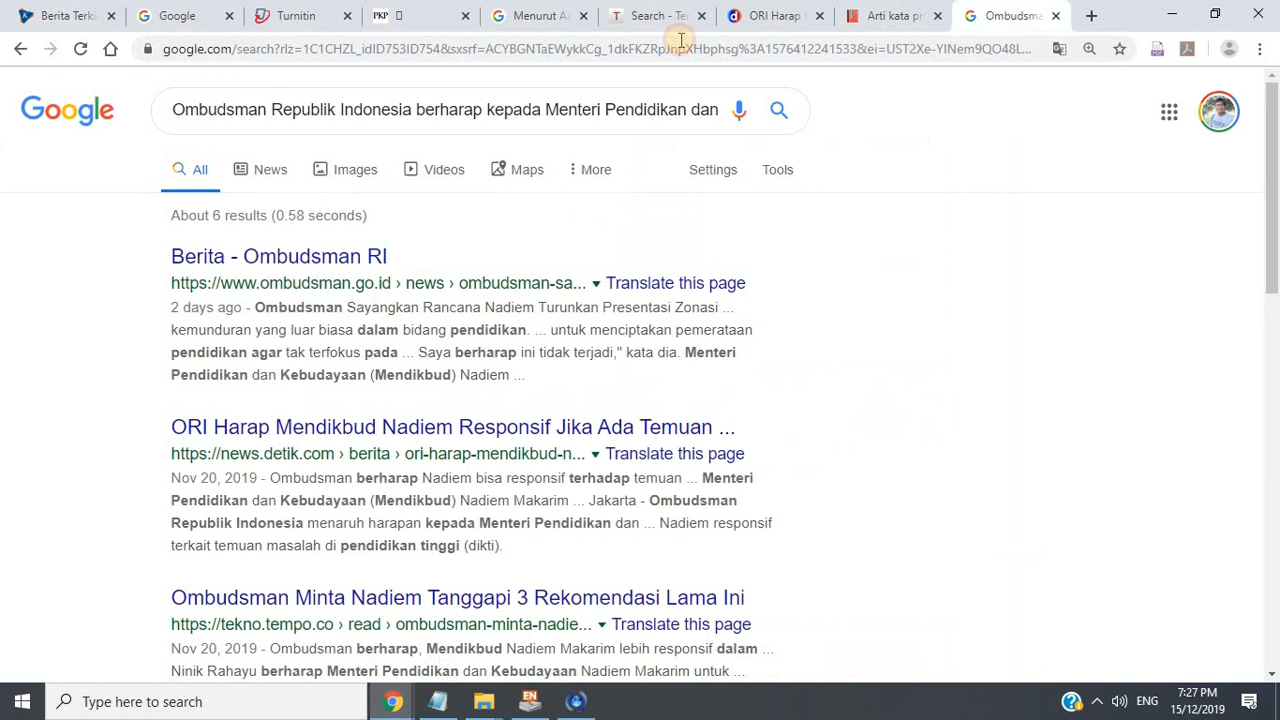 Berita Terki
Google
Turnitin
PKP
Menurut Aa
Search - Te
ORI Harap
Arti kata pr
Ombudsma
google.com/search?rlz=1C1CHZL_idID753ID754&sxsrf=ACYBGNTaEWykkCg_1dkFKZRpJnpXHbphsg%3A1576412241533&ei=UST2Xe-YINem9QO48L...
Google
Ombudsman Republik Indonesia berharap kepada Menteri Pendidikan dan
All
News
Images
Videos
Maps
More
Settings
Tools
About 6 results (0.58 seconds)
Berita - Ombudsman RI
https://www.ombudsman.go.id › news › ombudsman-sa... Translate this page
2 days ago - Ombudsman Sayangkan Rancana Nadiem Turunkan Presentasi Zonasi ...
kemunduran yang luar biasa dalam bidang pendidikan. ... untuk menciptakan pemerataan
pendidikan agar tak terfokus pada ... Saya berharap ini tidak terjadi," kata dia. Menteri
Pendidikan dan Kebudayaan (Mendikbud) Nadiem ...
ORI Harap Mendikbud Nadiem Responsif Jika Ada Temuan ...
https://news.detik.com › berita › ori-harap-mendikbud-n... Translate this page
Nov 20, 2019 - Ombudsman berharap Nadiem bisa responsif terhadap temuan ... Menteri
Pendidikan dan Kebudayaan (Mendikbud) Nadiem Makarim ... Jakarta - Ombudsman
Republik Indonesia menaruh harapan kepada Menteri Pendidikan dan ... Nadiem responsif
terkait temuan masalah di pendidikan tinggi (dikti).
Ombudsman Minta Nadiem Tanggapi 3 Rekomendasi Lama Ini
https://tekno.tempo.co › read › ombudsman-minta-nadie... Translate this page
Nov 20, 2019 - Ombudsman berharap, Mendikbud Nadiem Makarim lebih responsif dalam ...
Ninik Rahayu berharap Menteri Pendidikan dan Kebudayaan Nadiem Makarim untuk ...
Type here to search
EN
ENG
7:27 PM
15/12/2019